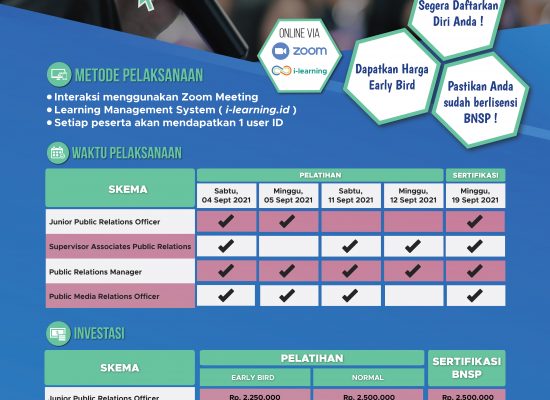 Segera Daftarkan
Diri Anda !
ONLINE VIA
zoom
i-learning
Dapatkan Harga
Early Bird
Pastikan Anda
sudah berlisensi
BNSP !
METODE PELAKSANAAN
• Interaksi menggunakan Zoom Meeting
• Learning Management System ( i-learning.id )
• Setiap peserta akan mendapatkan 1 user ID
WAKTU PELAKSANAAN
SKEMA
PELATIHAN
SERTIFIKASI
Sabtu,
04 Sept 2021
Minggu,
05 Sept 2021
Sabtu,
11 Sept 2021
Minggu,
12 Sept 2021
Minggu,
19 Sept 2021
Junior Public Relations Officer ✓ ✓ ✓
Supervisor Associates Public Relations ✓ ✓ ✓ ✓
Public Relations Manager ✓ ✓ ✓ ✓ ✓
Public Media Relations Officer ✓ ✓ ✓ ✓
INVESTASI
SKEMA
PELATIHAN
SERTIFIKASI
BNSP
EARLY BIRD
NORMAL
Junior Public Relations Officer Rp. 2.250.000 Rp. 2.500.000 Rp. 2.500.000